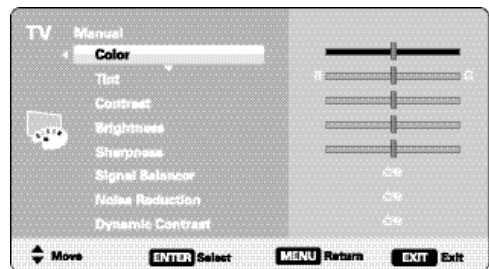 TV Manual
Color
Tint R G
Contrast
Brightness
Sharpness
Signal Balancer
Noise Reduction
Dynamic Contrast
Move ENTER Select MENU Return EXIT Exit